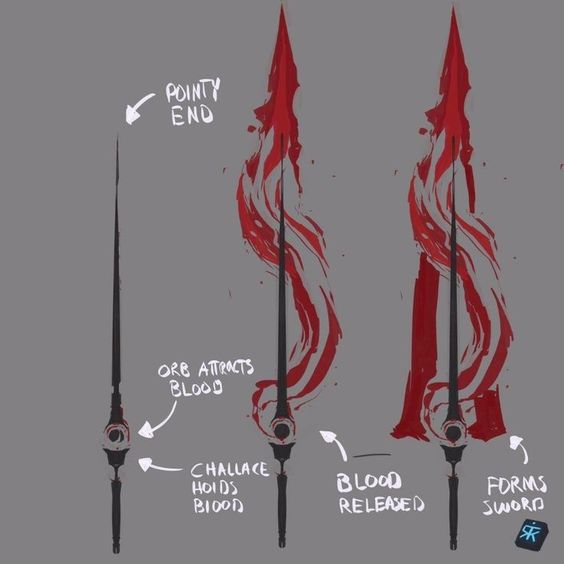 POINTY
END
ORB ATTRACTS
BLOOD
CHALLACE
HOLDS
BLOOD
BLOOD
RELEASED
FORMS
SWORD